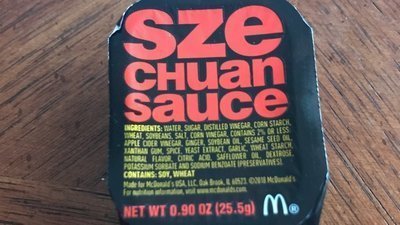 sze
chuan
sauce
INGREDIENTS: WATER, SUGAR, DISTILLED VINEGAR, CORN STARCH,
WHEAT, SOYBEANS, SALT, CORN VINEGAR, CONTAINS 2% OR LESS:
APPLE CIDER VINEGAR, GINGER, SOYBEAN OIL, SESAME SEED OIL,
XANTHAN GUM, SPICE, YEAST EXTRACT, GARLIC, WHEAT STARCH,
NATURAL FLAVOR, CITRIC ACID, SAFFLOWER OIL, DEXTROSE,
POTASSIUM SORBATE AND SODIUM BENZOATE (PRESERVATIVES).
CONTAINS: SOY, WHEAT
Made for McDonald's USA, LLC, Oak Brook, IL 60523. ©2018 McDonald's
For nutrition information, visit www.mcdonalds.com
NET WT 0.90 OZ (25.5g) M®